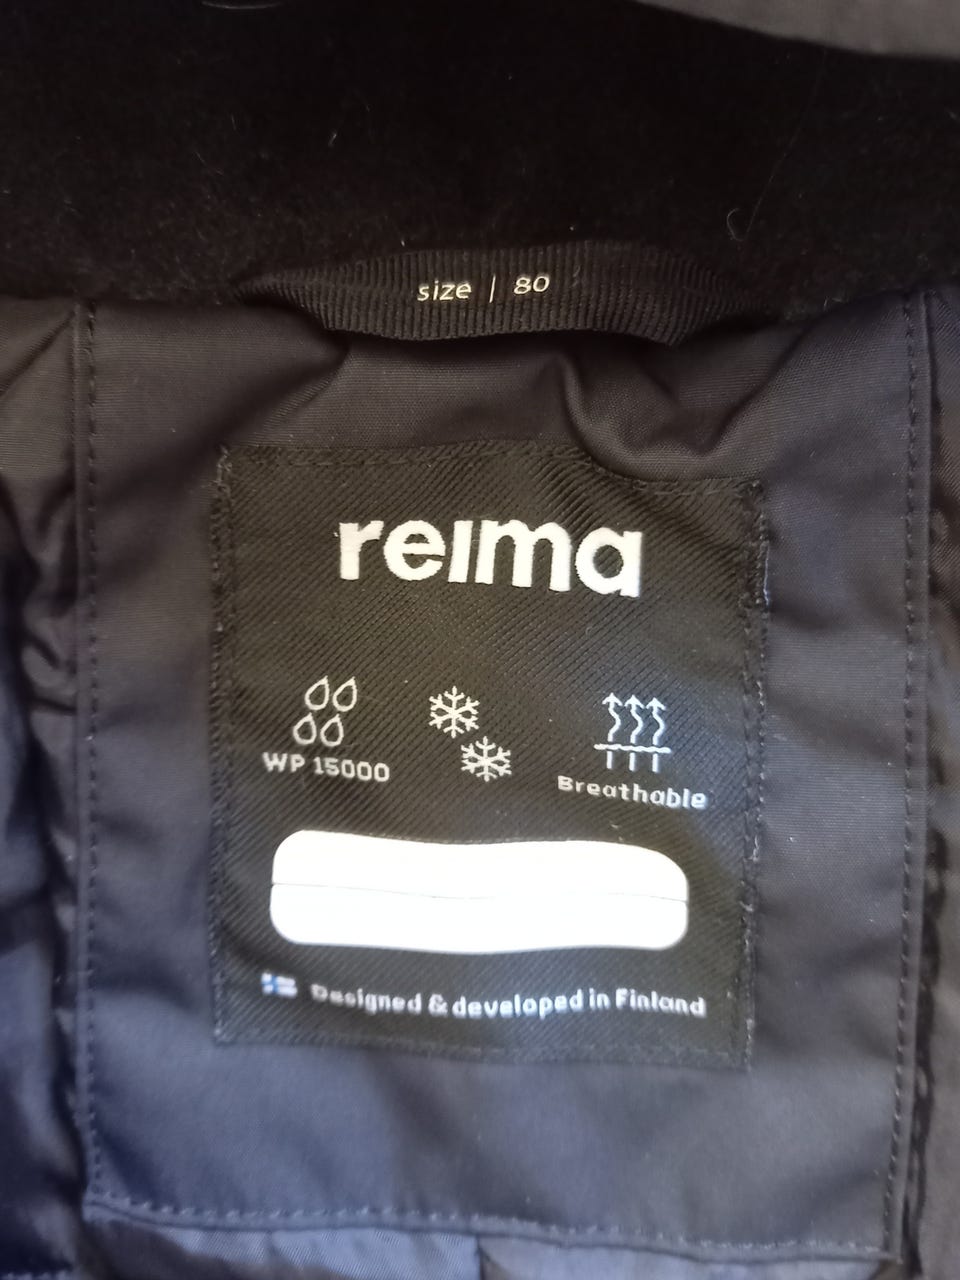 size | 80
reima
WP 15000
Breathable
Designed & developed in Finland